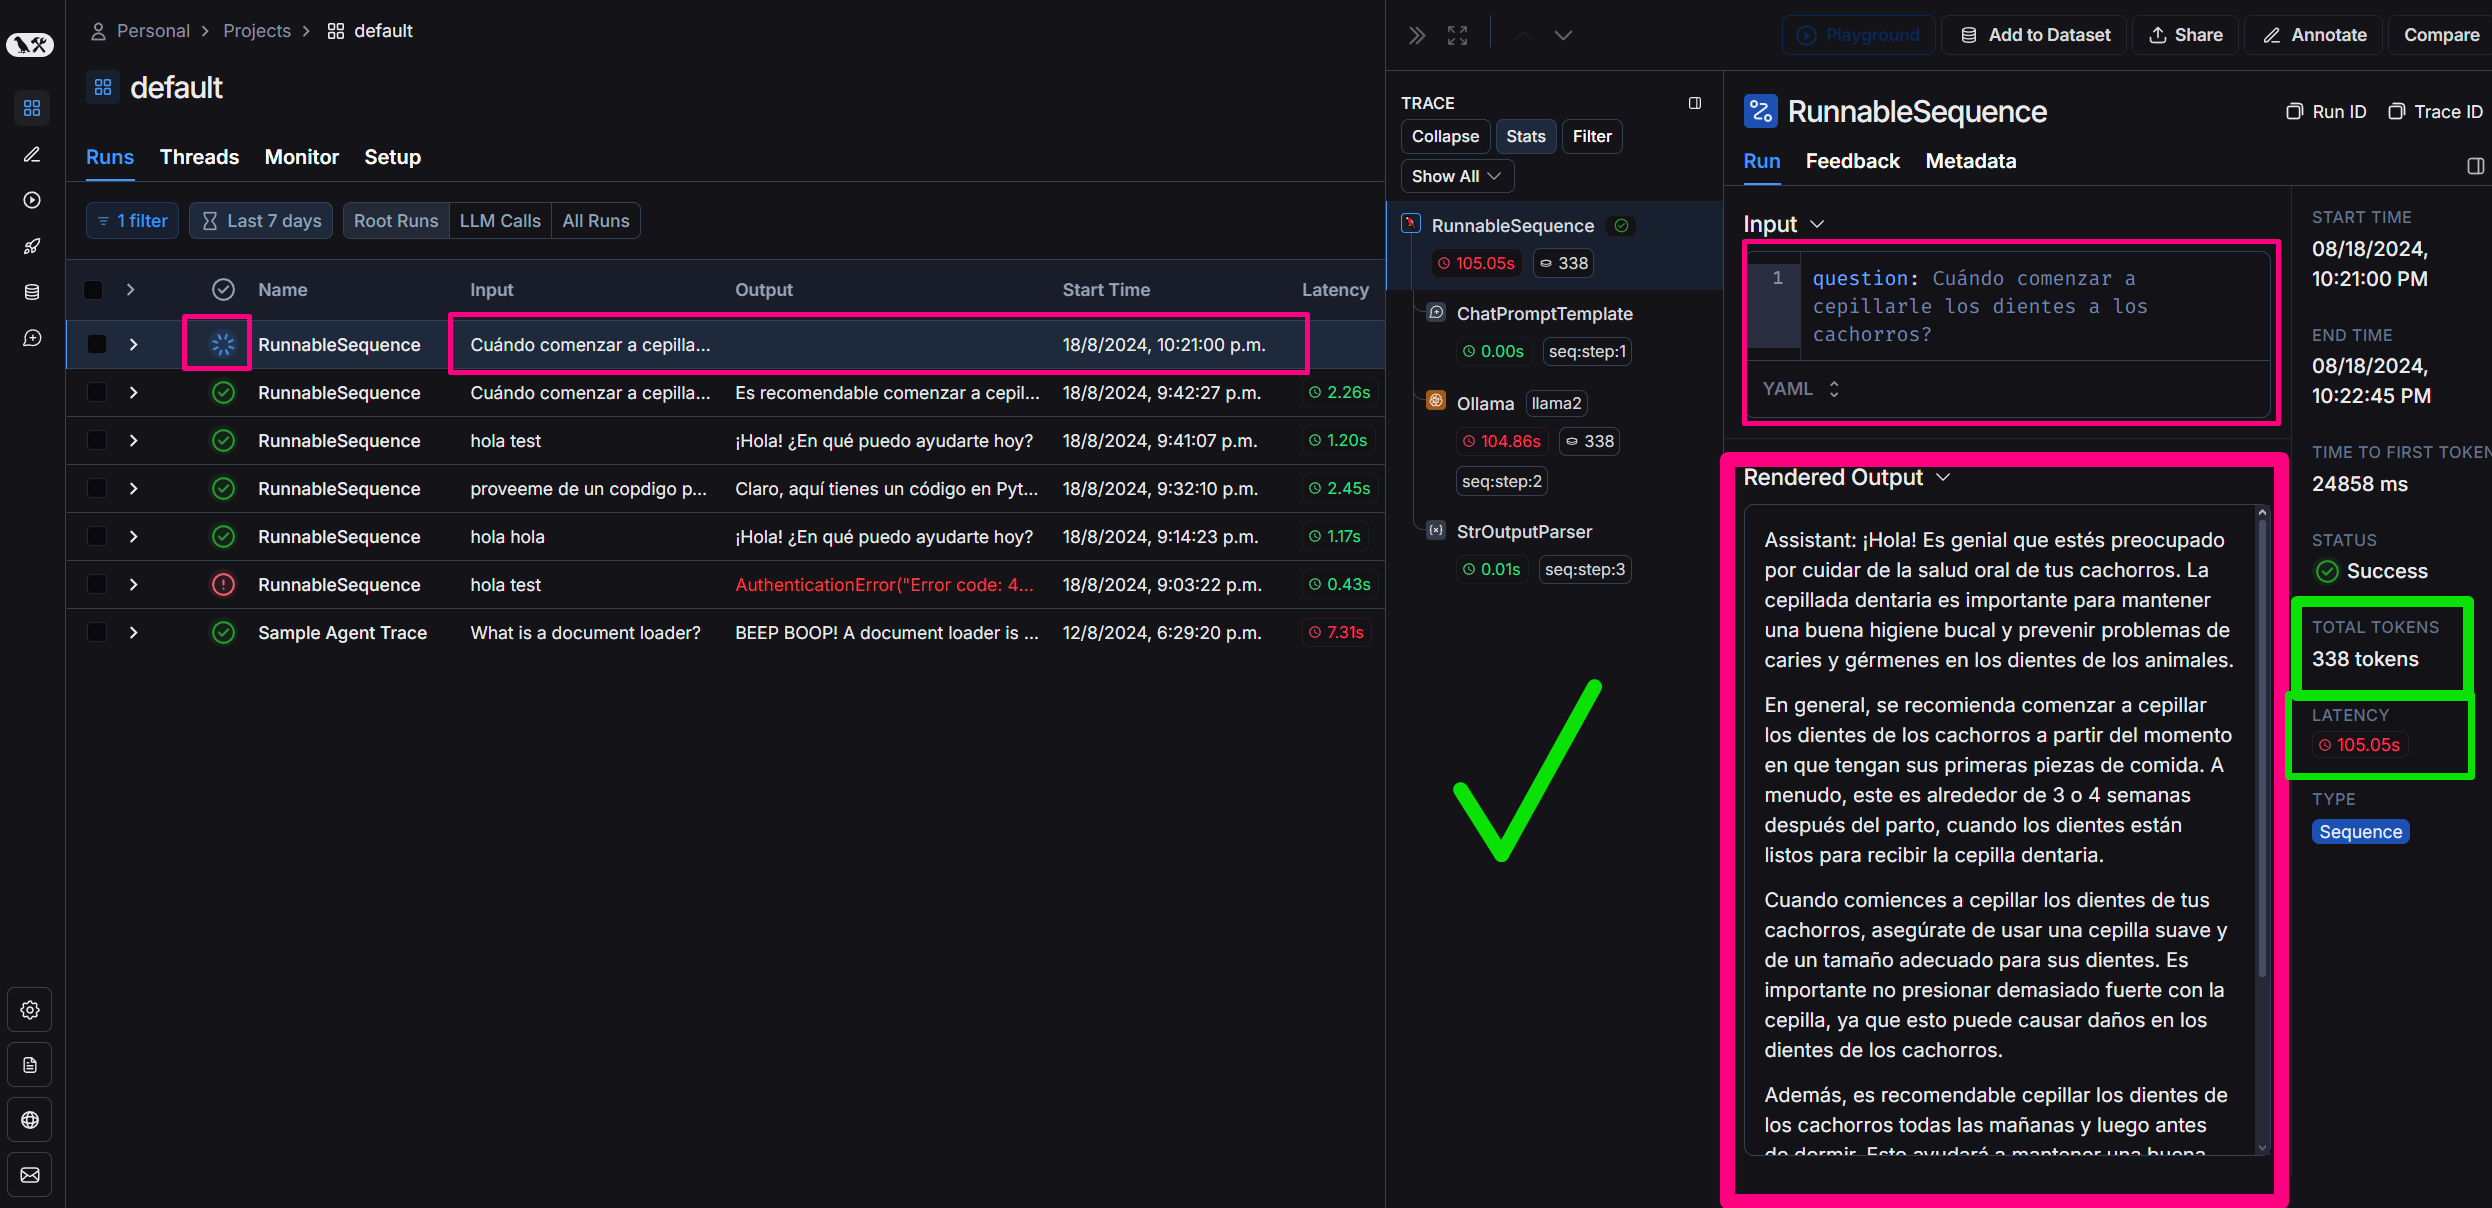 Personal > Projects > default
default
Runs Threads Monitor Setup
1 filter Last 7 days Root Runs LLM Calls All Runs
Name Input Output Start Time Latency
RunnableSequence Cuándo comenzar a cepilla... 18/8/2024, 10:21:00 p.m.
RunnableSequence Cuándo comenzar a cepilla... Es recomendable comenzar a cepil... 18/8/2024, 9:42:27 p.m. 2.26s
RunnableSequence hola test ¡Hola! ¿En qué puedo ayudarte hoy? 18/8/2024, 9:41:07 p.m. 1.20s
RunnableSequence proveeme de un copdigo p... Claro, aquí tienes un código en Pyt... 18/8/2024, 9:32:10 p.m. 2.45s
RunnableSequence hola hola ¡Hola! ¿En qué puedo ayudarte hoy? 18/8/2024, 9:14:23 p.m. 1.17s
RunnableSequence hola test AuthenticationError("Error code: 4... 18/8/2024, 9:03:22 p.m. 0.43s
Sample Agent Trace What is a document loader? BEEP BOOP! A document loader is ... 12/8/2024, 6:29:20 p.m. 7.31s
Playground Add to Dataset Share Annotate Compare
TRACE
Collapse Stats Filter
Show All
RunnableSequence
105.05s 338
ChatPromptTemplate
0.00s seq:step:1
Ollama llama2
104.86s 338
seq:step:2
StrOutputParser
0.01s seq:step:3
RunnableSequence Run ID Trace ID
Run Feedback Metadata
Input
1 question: Cuándo comenzar a
cepillarle los dientes a los
cachorros?
YAML
Rendered Output
Assistant: ¡Hola! Es genial que estés preocupado
por cuidar de la salud oral de tus cachorros. La
cepillada dentaria es importante para mantener
una buena higiene bucal y prevenir problemas de
caries y gérmenes en los dientes de los animales.
En general, se recomienda comenzar a cepillar
los dientes de los cachorros a partir del momento
en que tengan sus primeras piezas de comida. A
menudo, este es alrededor de 3 o 4 semanas
después del parto, cuando los dientes están
listos para recibir la cepilla dentaria.
Cuando comiences a cepillar los dientes de tus
cachorros, asegúrate de usar una cepilla suave y
de un tamaño adecuado para sus dientes. Es
importante no presionar demasiado fuerte con la
cepilla, ya que esto puede causar daños en los
dientes de los cachorros.
Además, es recomendable cepillar los dientes de
los cachorros todas las mañanas y luego antes
de dormir. Esto ayudará a mantener una buena
START TIME
08/18/2024,
10:21:00 PM
END TIME
08/18/2024,
10:22:45 PM
TIME TO FIRST TOKEN
24858 ms
STATUS
Success
TOTAL TOKENS
338 tokens
LATENCY
105.05s
TYPE
Sequence